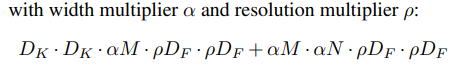 with width multiplier α and resolution multiplier ρ:
D_K · D_K · αM · ρD_F · ρD_F + αM · αN · ρD_F · ρD_F